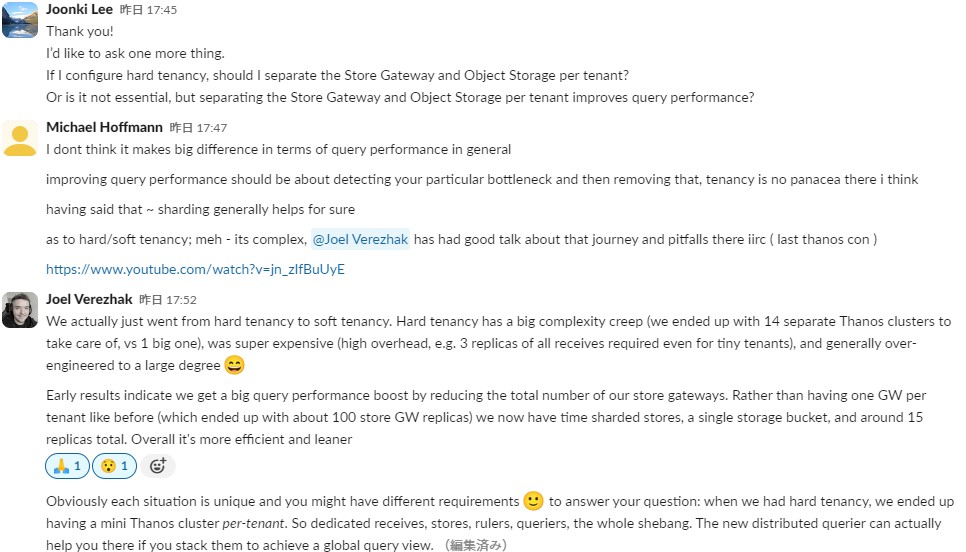 Joonki Lee 昨日 17:45
Thank you!
I'd like to ask one more thing.
If I configure hard tenancy, should I separate the Store Gateway and Object Storage per tenant?
Or is it not essential, but separating the Store Gateway and Object Storage per tenant improves query performance?
Michael Hoffmann 昨日 17:47
I dont think it makes big difference in terms of query performance in general
improving query performance should be about detecting your particular bottleneck and then removing that, tenancy is no panacea there i think
having said that ~ sharding generally helps for sure
as to hard/soft tenancy; meh - its complex, @Joel Verezhak has had good talk about that journey and pitfalls there iirc ( last thanos con )
https://www.youtube.com/watch?v=jn_zIfBuUyE
Joel Verezhak 昨日 17:52
We actually just went from hard tenancy to soft tenancy. Hard tenancy has a big complexity creep (we ended up with 14 separate Thanos clusters to
take care of, vs 1 big one), was super expensive (high overhead, e.g. 3 replicas of all receives required even for tiny tenants), and generally over-
engineered to a large degree 😄
Early results indicate we get a big query performance boost by reducing the total number of our store gateways. Rather than having one GW per
tenant like before (which ended up with about 100 store GW replicas) we now have time sharded stores, a single storage bucket, and around 15
replicas total. Overall it's more efficient and leaner
🙏 1 😯 1
Obviously each situation is unique and you might have different requirements 🙂 to answer your question: when we had hard tenancy, we ended up
having a mini Thanos cluster per-tenant. So dedicated receives, stores, rulers, queriers, the whole shebang. The new distributed querier can actually
help you there if you stack them to achieve a global query view. （編集済み）